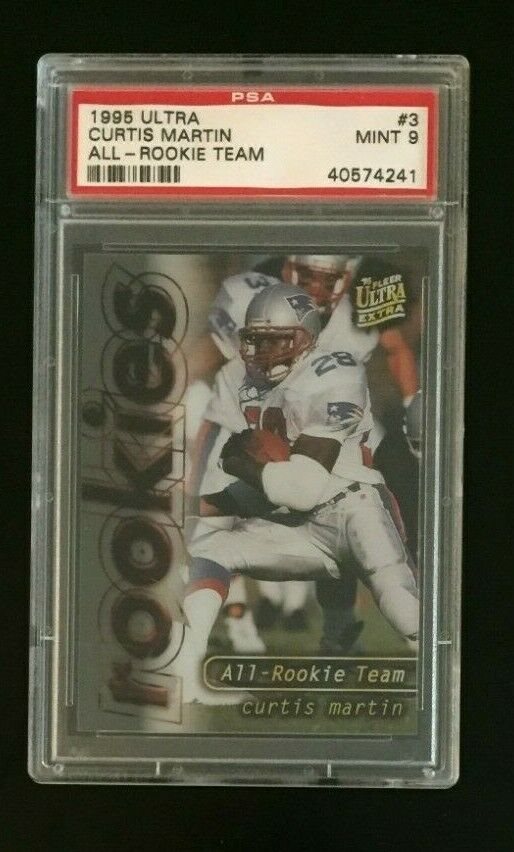 PSA
1995 ULTRA #3
CURTIS MARTIN MINT 9
ALL-ROOKIE TEAM
40574241
'95 FLEER
ULTRA
EXTRA
28
rookies
All-Rookie Team
curtis martin